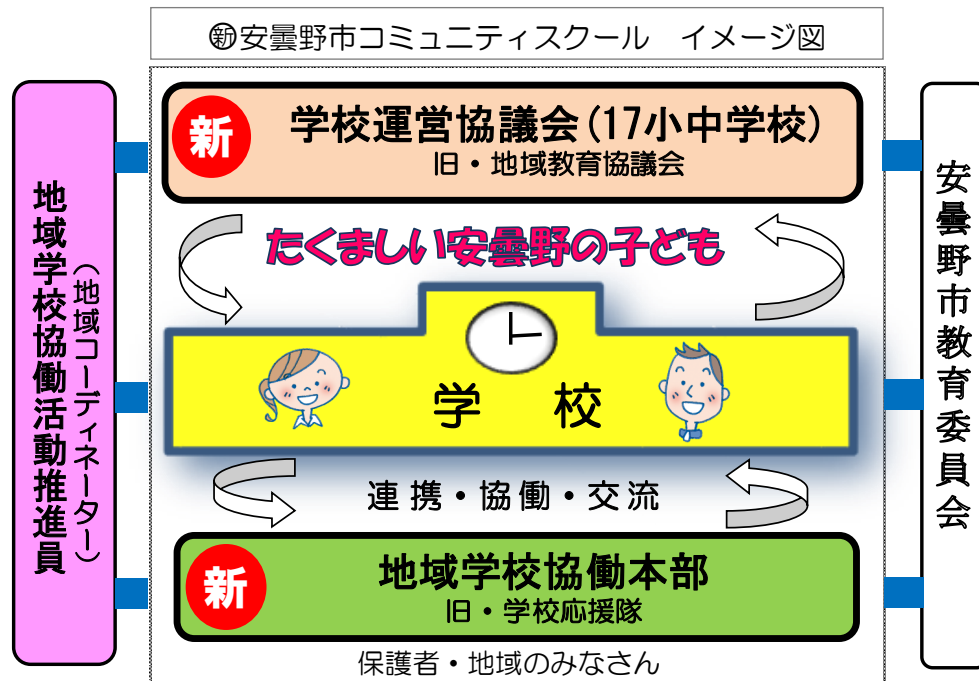 ㊟安曇野市コミュニティスクール　イメージ図
新
学校運営協議会(17小中学校)
旧・地域教育協議会
たくましい安曇野の子ども
学　校
連携・協働・交流
新
地域学校協働本部
旧・学校応援隊
保護者・地域のみなさん
地域学校協働活動推進員
（地域コーディネーター）
安曇野市教育委員会